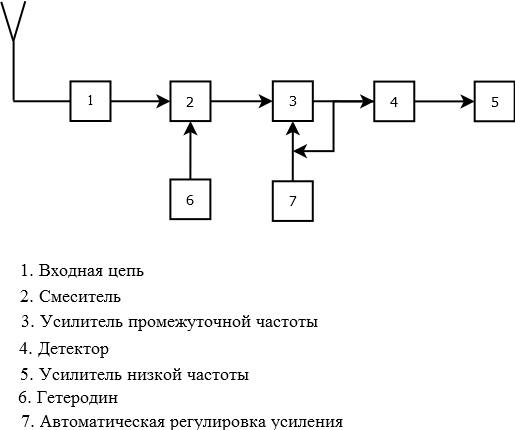 1
2
3
4
5
6
7
1. Входная цепь
2. Смеситель
3. Усилитель промежуточной частоты
4. Детектор
5. Усилитель низкой частоты
6. Гетеродин
7. Автоматическая регулировка усиления